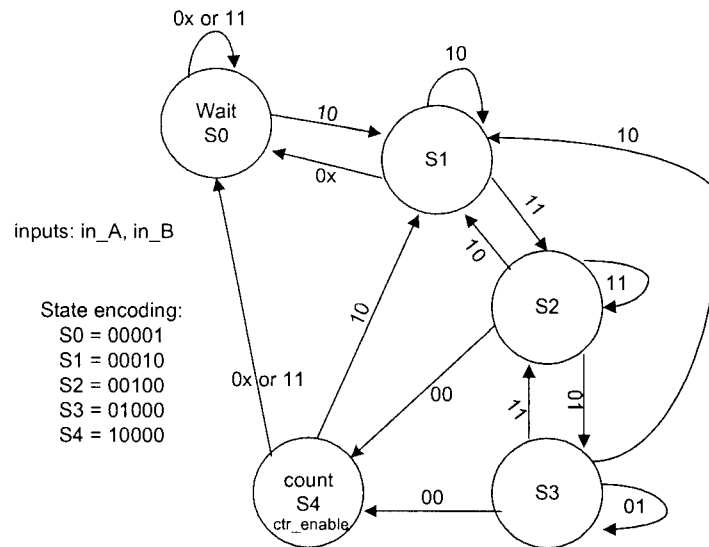 0x or 11
10
Wait
S0
10
10
S1
0x
11
10
inputs: in_A, in_B
State encoding:
S0 = 00001
S1 = 00010
S2 = 00100
S3 = 01000
S4 = 10000
10
S2
11
0x or 11
00
11
01
count
S4
ctr_enable
00
S3
01